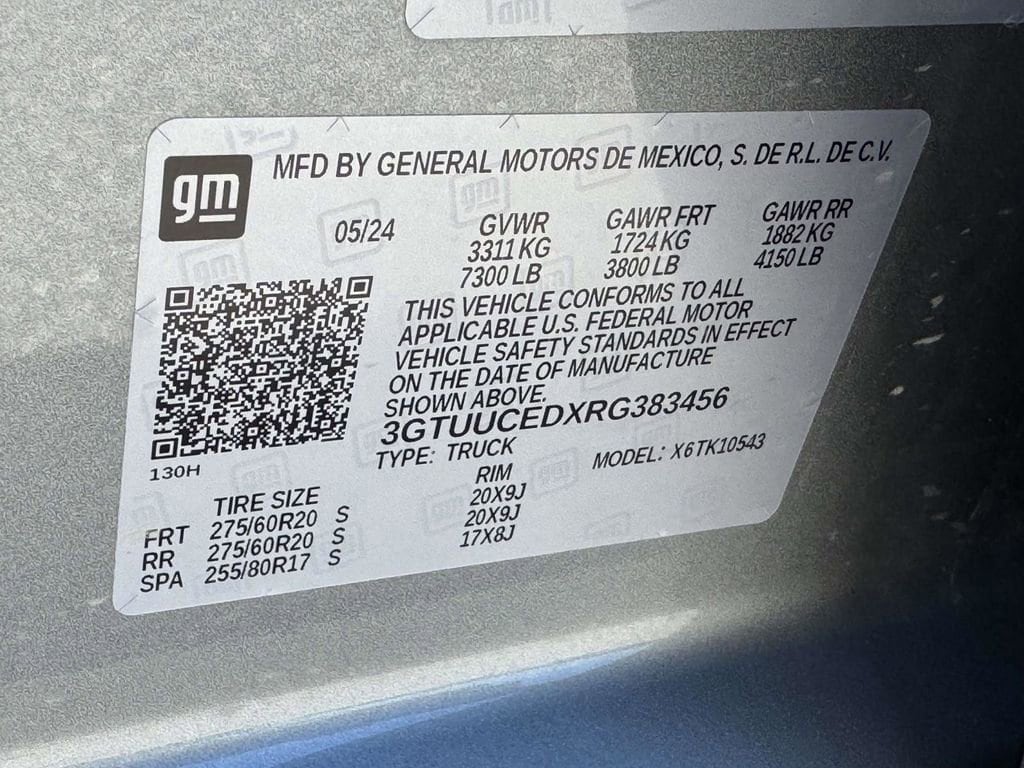 gm
MFD BY GENERAL MOTORS DE MEXICO, S. DE R.L. DE C.V.
05/24 GVWR GAWR FRT GAWR RR
3311 KG 1724 KG 1882 KG
7300 LB 3800 LB 4150 LB
THIS VEHICLE CONFORMS TO ALL
APPLICABLE U.S. FEDERAL MOTOR
VEHICLE SAFETY STANDARDS IN EFFECT
ON THE DATE OF MANUFACTURE
SHOWN ABOVE.
3GTUUCEDXRG383456
TYPE: TRUCK MODEL: X6TK10543
130H
TIRE SIZE RIM
FRT 275/60R20 S 20X9J
RR 275/60R20 S 20X9J
SPA 255/80R17 S 17X8J